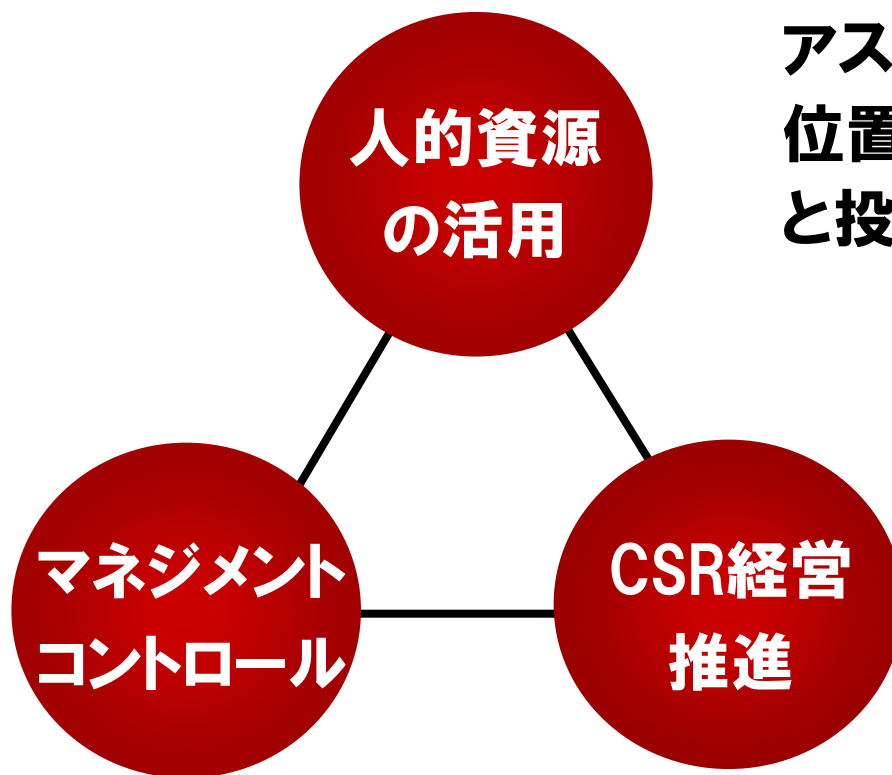 人的資源
の活用
アス
位置
と投
マネジメント
コントロール
CSR経営
推進